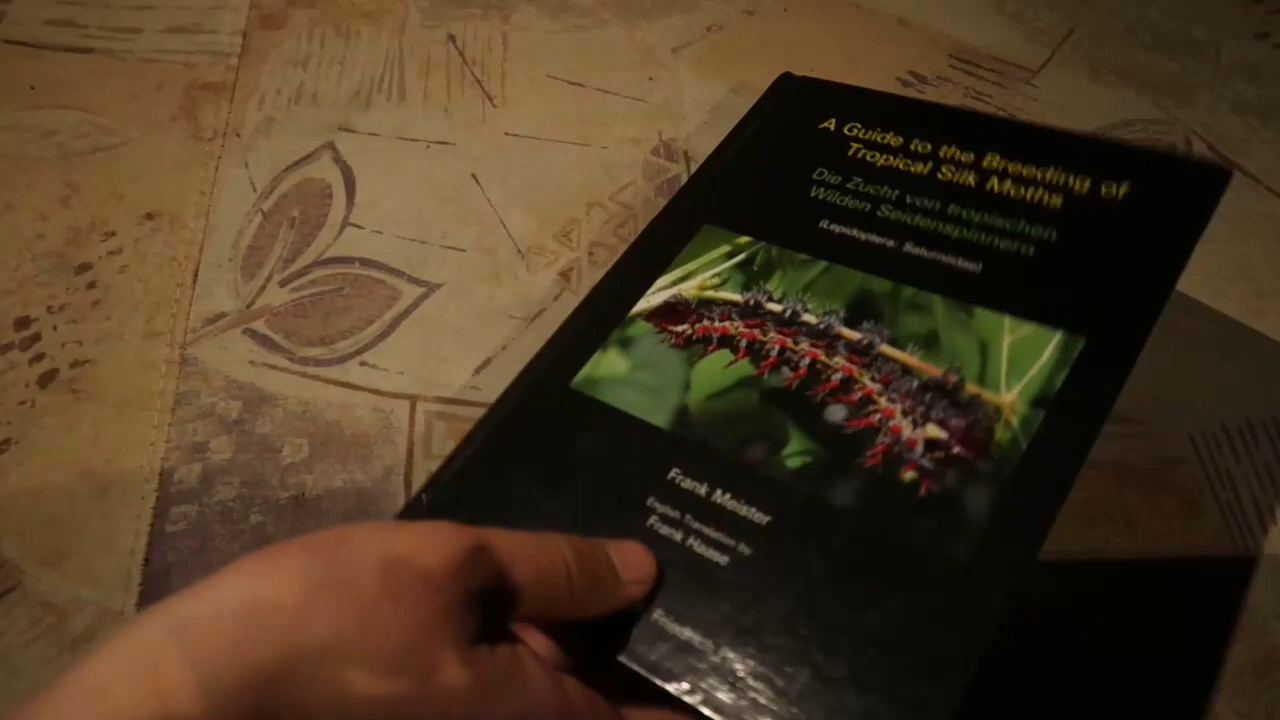 A Guide to the Breeding of
Tropical Silk Moths
Die Zucht von tropischen
Wilden Seidenspinnern
(Lepidoptera: Saturniidae)
Frank Meister
English Translation by
Frank Haase
Friedrich